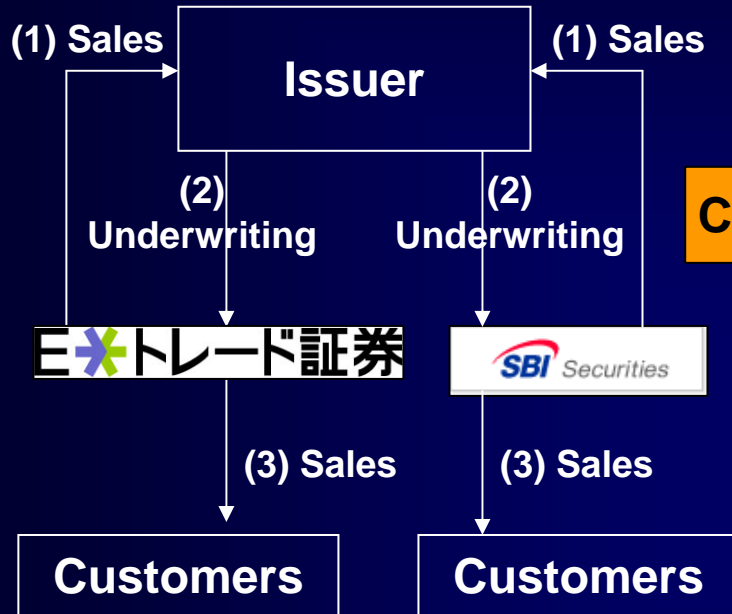 (1) Sales
(1) Sales
Issuer
(2)
Underwriting
(2)
Underwriting
C
E*トレード証券
SBI Securities
(3) Sales
(3) Sales
Customers
Customers